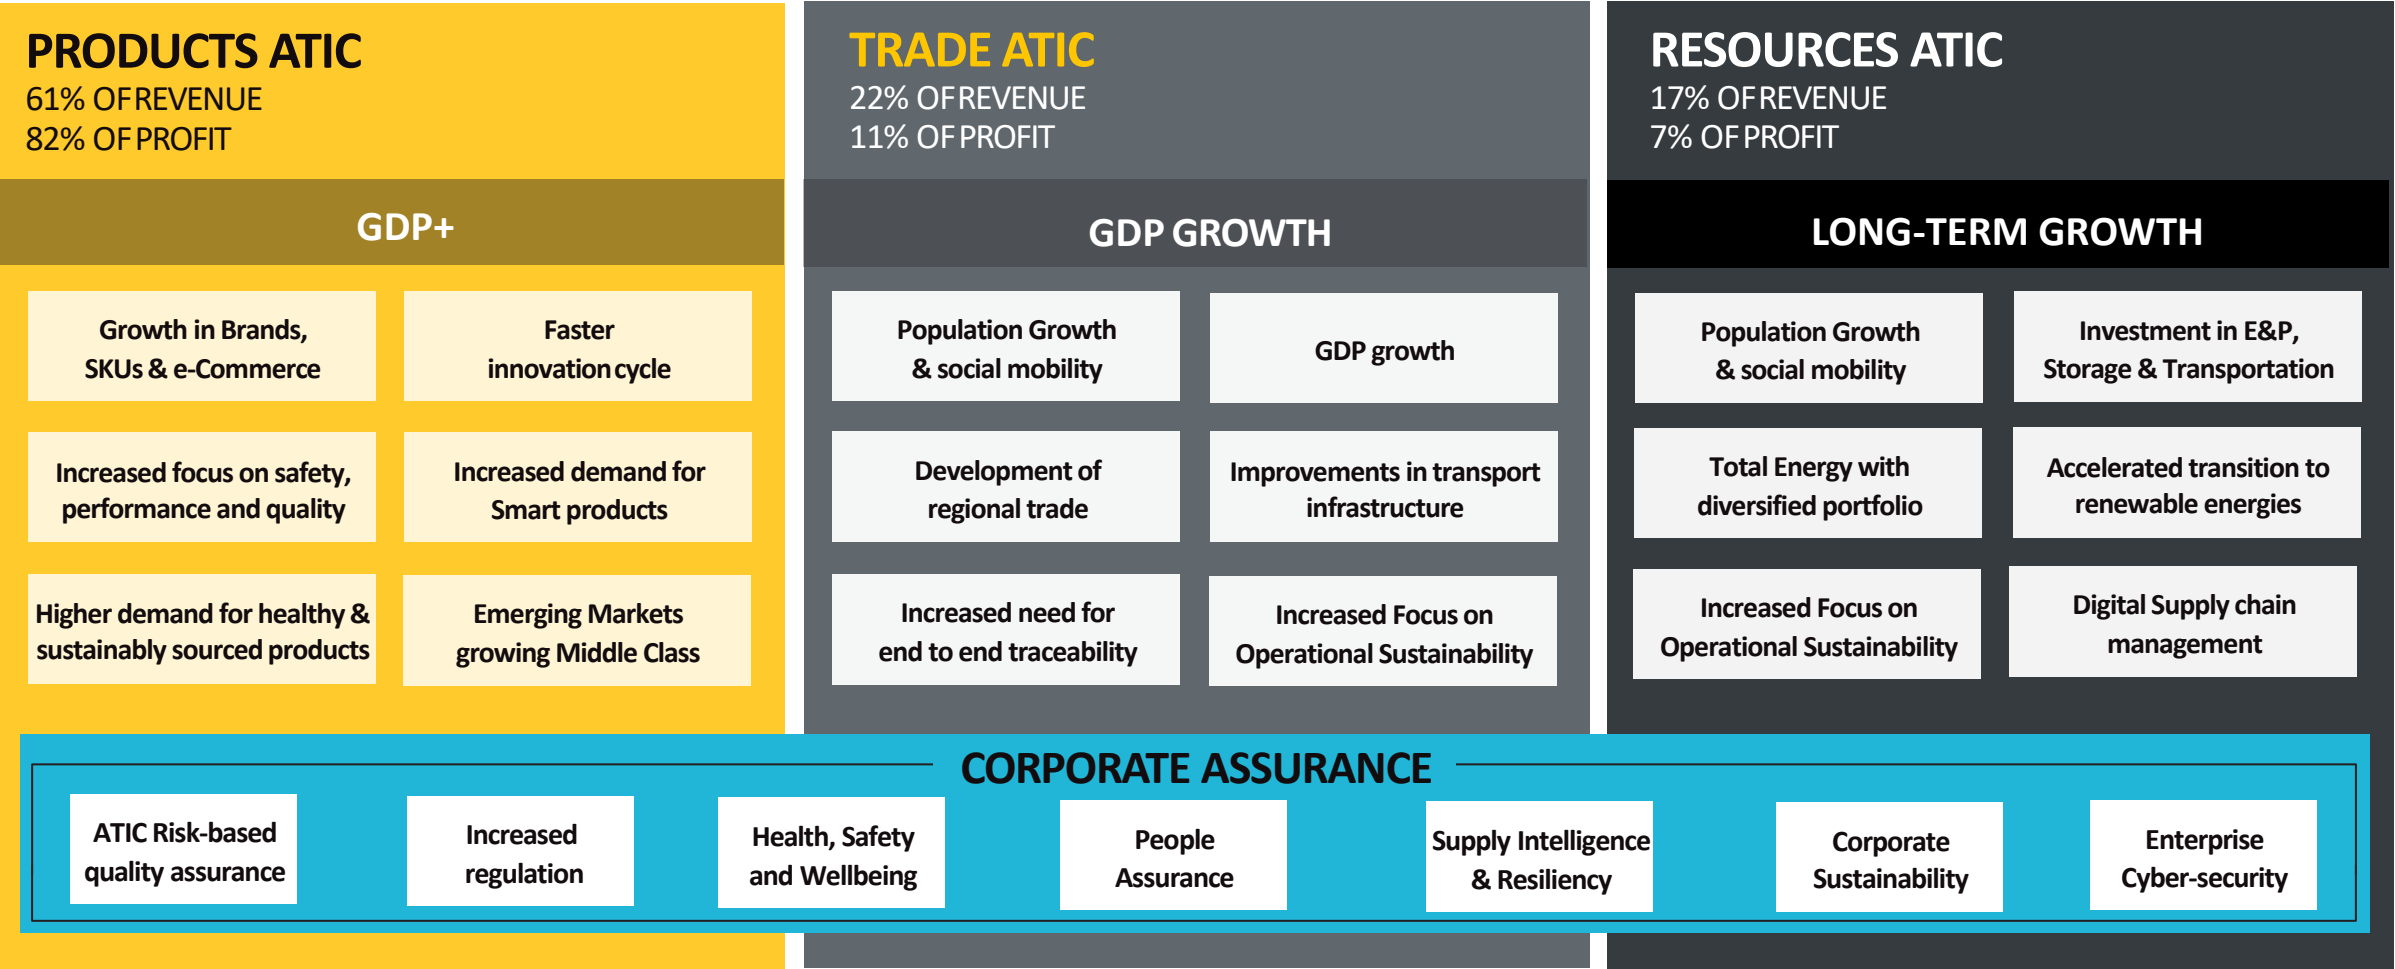 PRODUCTS ATIC
61% OF REVENUE
82% OF PROFIT
GDP+
Growth in Brands,
SKUs & e-Commerce
Faster
innovation cycle
Increased focus on safety,
performance and quality
Increased demand for
Smart products
Higher demand for healthy &
sustainably sourced products
Emerging Markets
growing Middle Class
TRADE ATIC
22% OF REVENUE
11% OF PROFIT
GDP GROWTH
Population Growth
& social mobility
GDP growth
Development of
regional trade
Improvements in transport
infrastructure
Increased need for
end to end traceability
Increased Focus on
Operational Sustainability
RESOURCES ATIC
17% OF REVENUE
7% OF PROFIT
LONG-TERM GROWTH
Population Growth
& social mobility
Investment in E&P,
Storage & Transportation
Total Energy with
diversified portfolio
Accelerated transition to
renewable energies
Increased Focus on
Operational Sustainability
Digital Supply chain
management
CORPORATE ASSURANCE
ATIC Risk-based
quality assurance
Increased
regulation
Health, Safety
and Wellbeing
People
Assurance
Supply Intelligence
& Resiliency
Corporate
Sustainability
Enterprise
Cyber-security